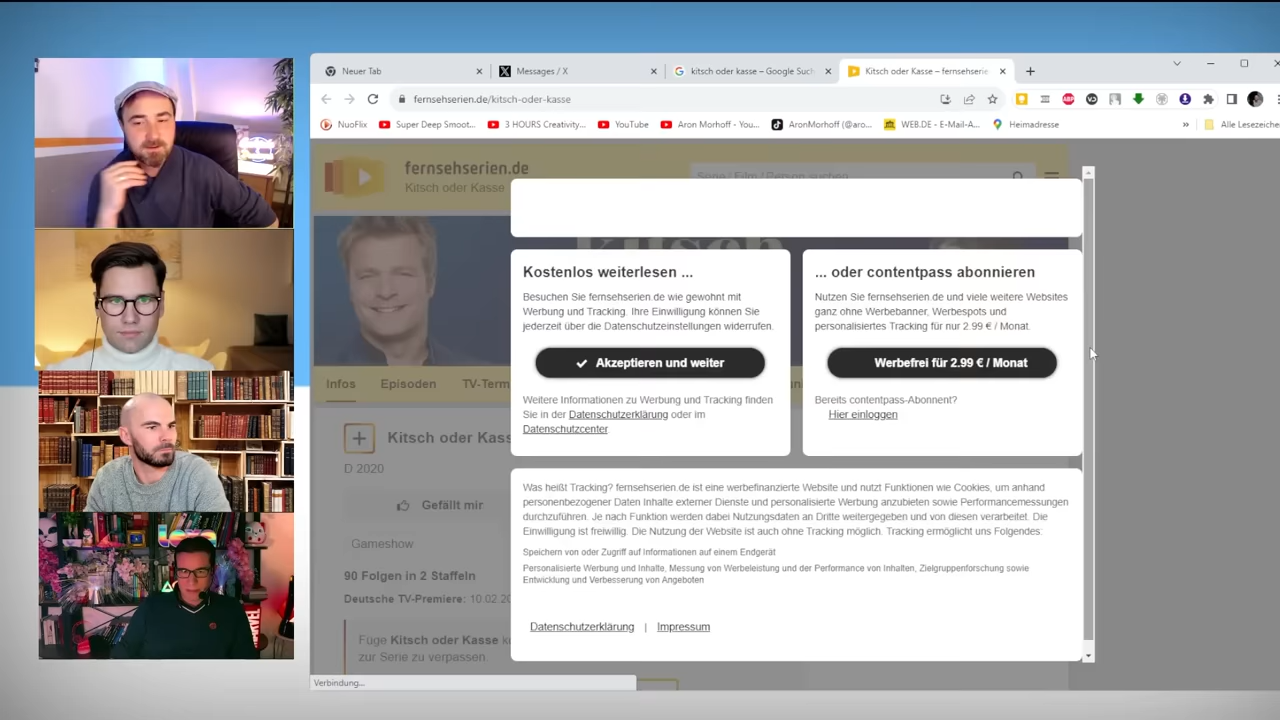 Neuer Tab
Messages / X
kitsch oder kasse – Google Such
Kitsch oder Kasse – fernsehserie
fernsehserien.de/kitsch-oder-kasse
NuoFlix
Super Deep Smoot...
3 HOURS Creativity...
YouTube
Aron Morhoff - You...
AronMorhoff (@aro...
WEB.DE - E-Mail-A...
Heimadresse
»
Alle Lesezeichen
fernsehserien.de
Kitsch oder Kasse
Serie / Film / Person suchen
kitsch
Kostenlos weiterlesen ...
Besuchen Sie fernsehserien.de wie gewohnt mit
Werbung und Tracking. Ihre Einwilligung können Sie
jederzeit über die Datenschutzeinstellungen widerrufen.
Akzeptieren und weiter
Weitere Informationen zu Werbung und Tracking finden
Sie in der Datenschutzerklärung oder im
Datenschutzcenter.
... oder contentpass abonnieren
Nutzen Sie fernsehserien.de und viele weitere Websites
ganz ohne Werbebanner, Werbespots und
personalisiertes Tracking für nur 2.99 € / Monat.
Werbefrei für 2.99 € / Monat
Bereits contentpass-Abonnent?
Hier einloggen
Infos
Episoden
TV-Term
Kitsch oder Kass
D 2020
Gefällt mir
Gameshow
90 Folgen in 2 Staffeln
Deutsche TV-Premiere: 10.02.20
Füge Kitsch oder Kasse k
zur Serie zu verpassen.
Was heißt Tracking? fernsehserien.de ist eine werbefinanzierte Website und nutzt Funktionen wie Cookies, um anhand
personenbezogener Daten Inhalte externer Dienste und personalisierte Werbung anzubieten sowie Performancemessungen
durchzuführen. Je nach Funktion werden dabei Nutzungsdaten an Dritte weitergegeben und von diesen verarbeitet. Die
Einwilligung ist freiwillig. Die Nutzung der Website ist auch ohne Tracking möglich. Tracking ermöglicht uns Folgendes:
Speichern von oder Zugriff auf Informationen auf einem Endgerät
Personalisierte Werbung und Inhalte, Messung von Werbeleistung und der Performance von Inhalten, Zielgruppenforschung sowie
Entwicklung und Verbesserung von Angeboten
Datenschutzerklärung | Impressum
Verbindung...
MARVEL